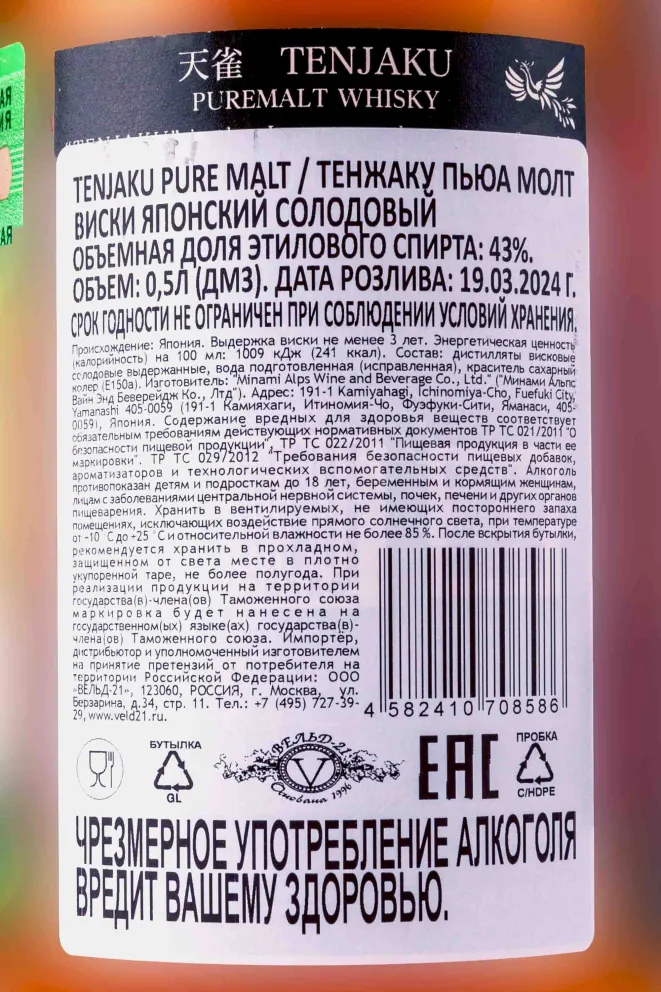 天雀 TENJAKU
PUREMALT WHISKY
TENJAKU PURE MALT / ТЕНЖАКУ ПЬЮА МОЛТ
ВИСКИ ЯПОНСКИЙ СОЛОДОВЫЙ
ОБЪЕМНАЯ ДОЛЯ ЭТИЛОВОГО СПИРТА: 43%.
ОБЪЕМ: 0,5Л (ДМ3). ДАТА РОЗЛИВА: 19.03.2024 Г.
СРОК ГОДНОСТИ НЕ ОГРАНИЧЕН ПРИ СОБЛЮДЕНИИ УСЛОВИЙ ХРАНЕНИЯ.
Происхождение: Япония. Выдержка виски не менее 3 лет. Энергетическая ценность
(калорийность) на 100 мл: 1009 кДж (241 ккал). Состав: дистилляты висковые
солодовые выдержанные, вода подготовленная (исправленная), краситель сахарный
колер (Е150а). Изготовитель: "Minami Alps Wine and Beverage Co., Ltd." ("Минами Альпс
Вайн Энд Беверейдж Ко., Лтд"). Адрес: 191-1 Kamiyahagi, Ichinomiya-Cho, Fuefuki City,
Yamanashi 405-0059 (191-1 Камияхаги, Итиномия-Чо, Фуэфуки-Сити, Яманаси, 405-
0059), Япония. Содержание вредных для здоровья веществ соответствует
обязательным требованиям действующих нормативных документов ТР ТС 021/2011 "О
безопасности пищевой продукции", ТР ТС 022/2011 "Пищевая продукция в части ее
маркировки". ТР ТС 029/2012 "Требования безопасности пищевых добавок,
ароматизаторов и технологических вспомогательных средств". Алкоголь
противопоказан детям и подросткам до 18 лет, беременным и кормящим женщинам,
лицам с заболеваниями центральной нервной системы, почек, печени и других органов
пищеварения. Хранить в вентилируемых, не имеющих постороннего запаха
помещениях, исключающих воздействие прямого солнечного света, при температуре
от -10 °С до +25 °С и относительной влажности не более 85 %. После вскрытия бутылки,
рекомендуется хранить в прохладном,
защищенном от света месте в плотно
укупоренной таре, не более полугода. При
реализации продукции на территории
государства(в)-члена(ов) Таможенного союза
маркировка будет нанесена на
государственном(ых) языке(ах) государства(в)-
члена(ов) Таможенного союза. Импортёр,
дистрибьютор и уполномоченный изготовителем
на принятие претензий от потребителя на
территории Российской Федерации: ООО
«ВЕЛЬД-21», 123060, РОССИЯ, г. Москва, ул.
Берзарина, д.34, стр. 11. Тел.: +7 (495) 727-39-
29, www.veld21.ru.
4 582410 708586
БУТЫЛКА
GL
ВЕЛЬД-21
V
Основана 1996
ЕАС
ПРОБКА
C/HDPE
ЧРЕЗМЕРНОЕ УПОТРЕБЛЕНИЕ АЛКОГОЛЯ
ВРЕДИТ ВАШЕМУ ЗДОРОВЬЮ.